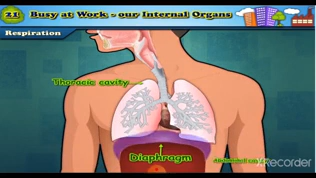 21 Busy at Work - our Internal Organs
Respiration
Thoracic cavity
Diaphragm
Recorder